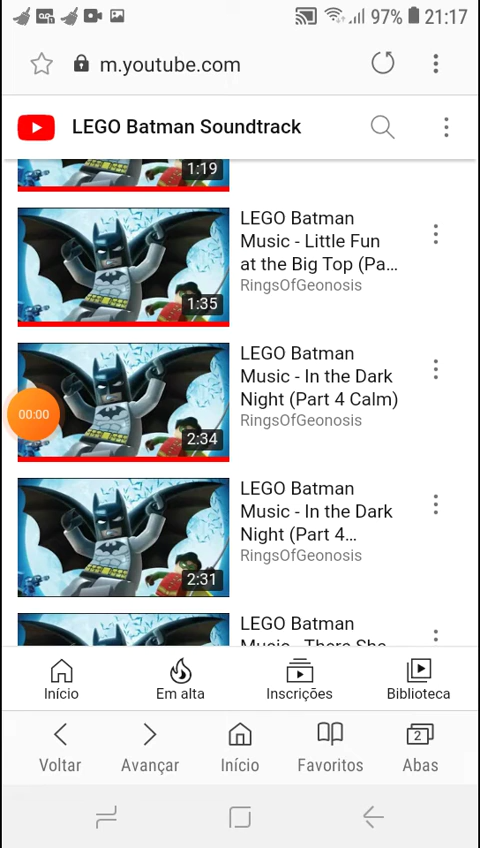 97% 21:17
m.youtube.com
LEGO Batman Soundtrack
1:19
LEGO Batman
Music - Little Fun
at the Big Top (Pa...
RingsOfGeonosis
1:35
LEGO Batman
Music - In the Dark
Night (Part 4 Calm)
RingsOfGeonosis
00:00
2:34
LEGO Batman
Music - In the Dark
Night (Part 4...
RingsOfGeonosis
2:31
LEGO Batman
Music - There She
Início Em alta Inscrições Biblioteca
2
Voltar Avançar Início Favoritos Abas